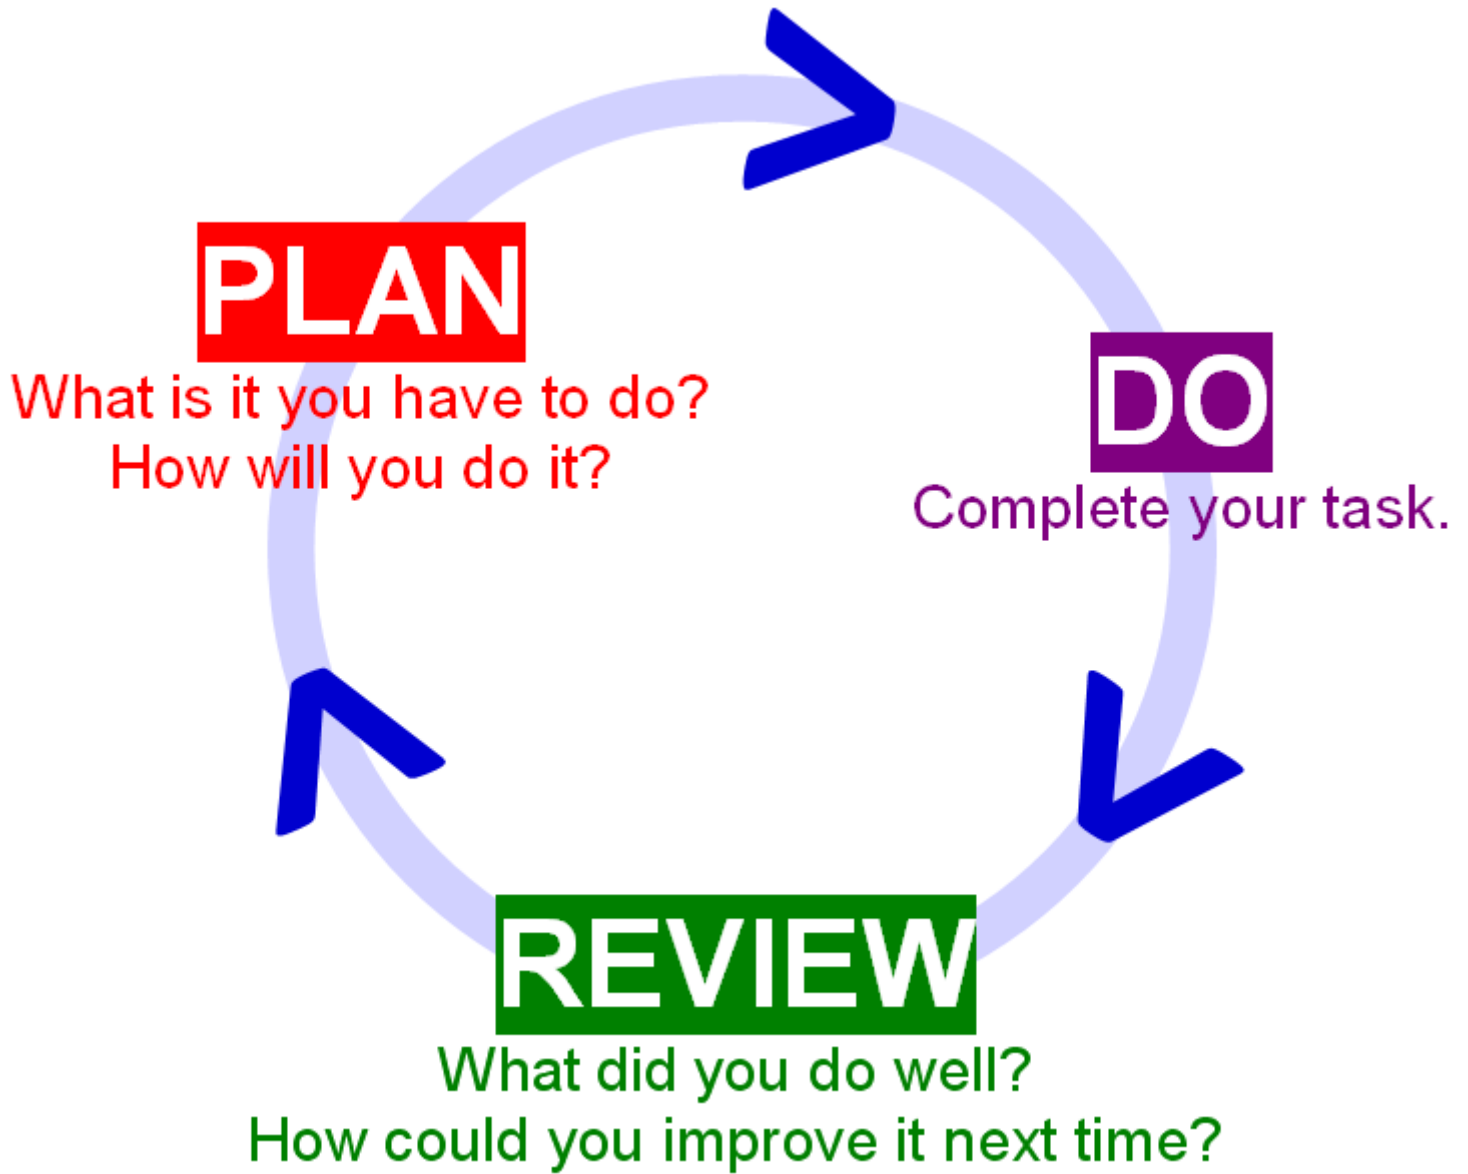 PLAN
What is it you have to do?
How will you do it?
DO
Complete your task.
REVIEW
What did you do well?
How could you improve it next time?